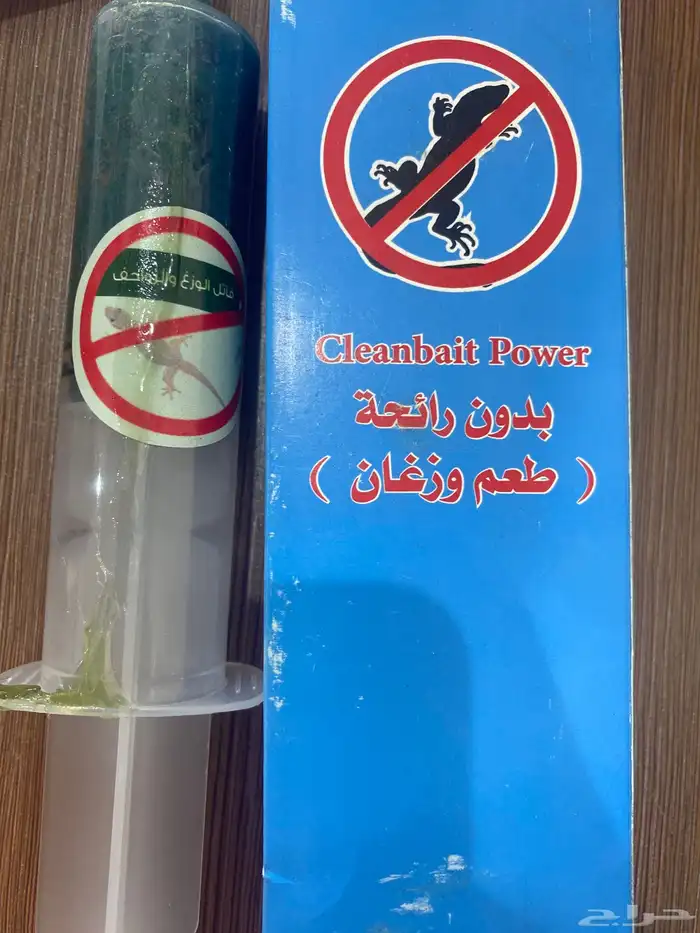 قاتل الوزغ والزواحف
Cleanbait Power
بدون رائحة
( طعم وزغان )
حراج